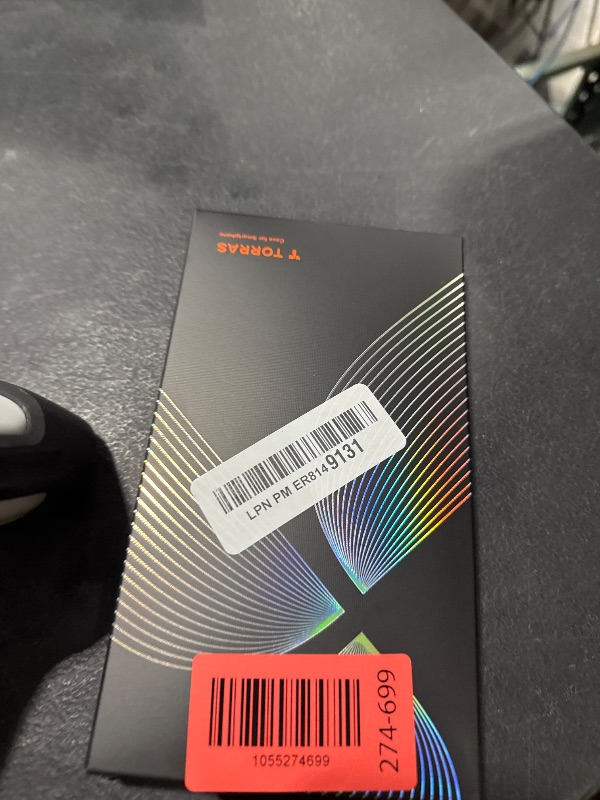 TORRAS
Case for Smartphone
LPN PM ER8149131
1055274699
274-699